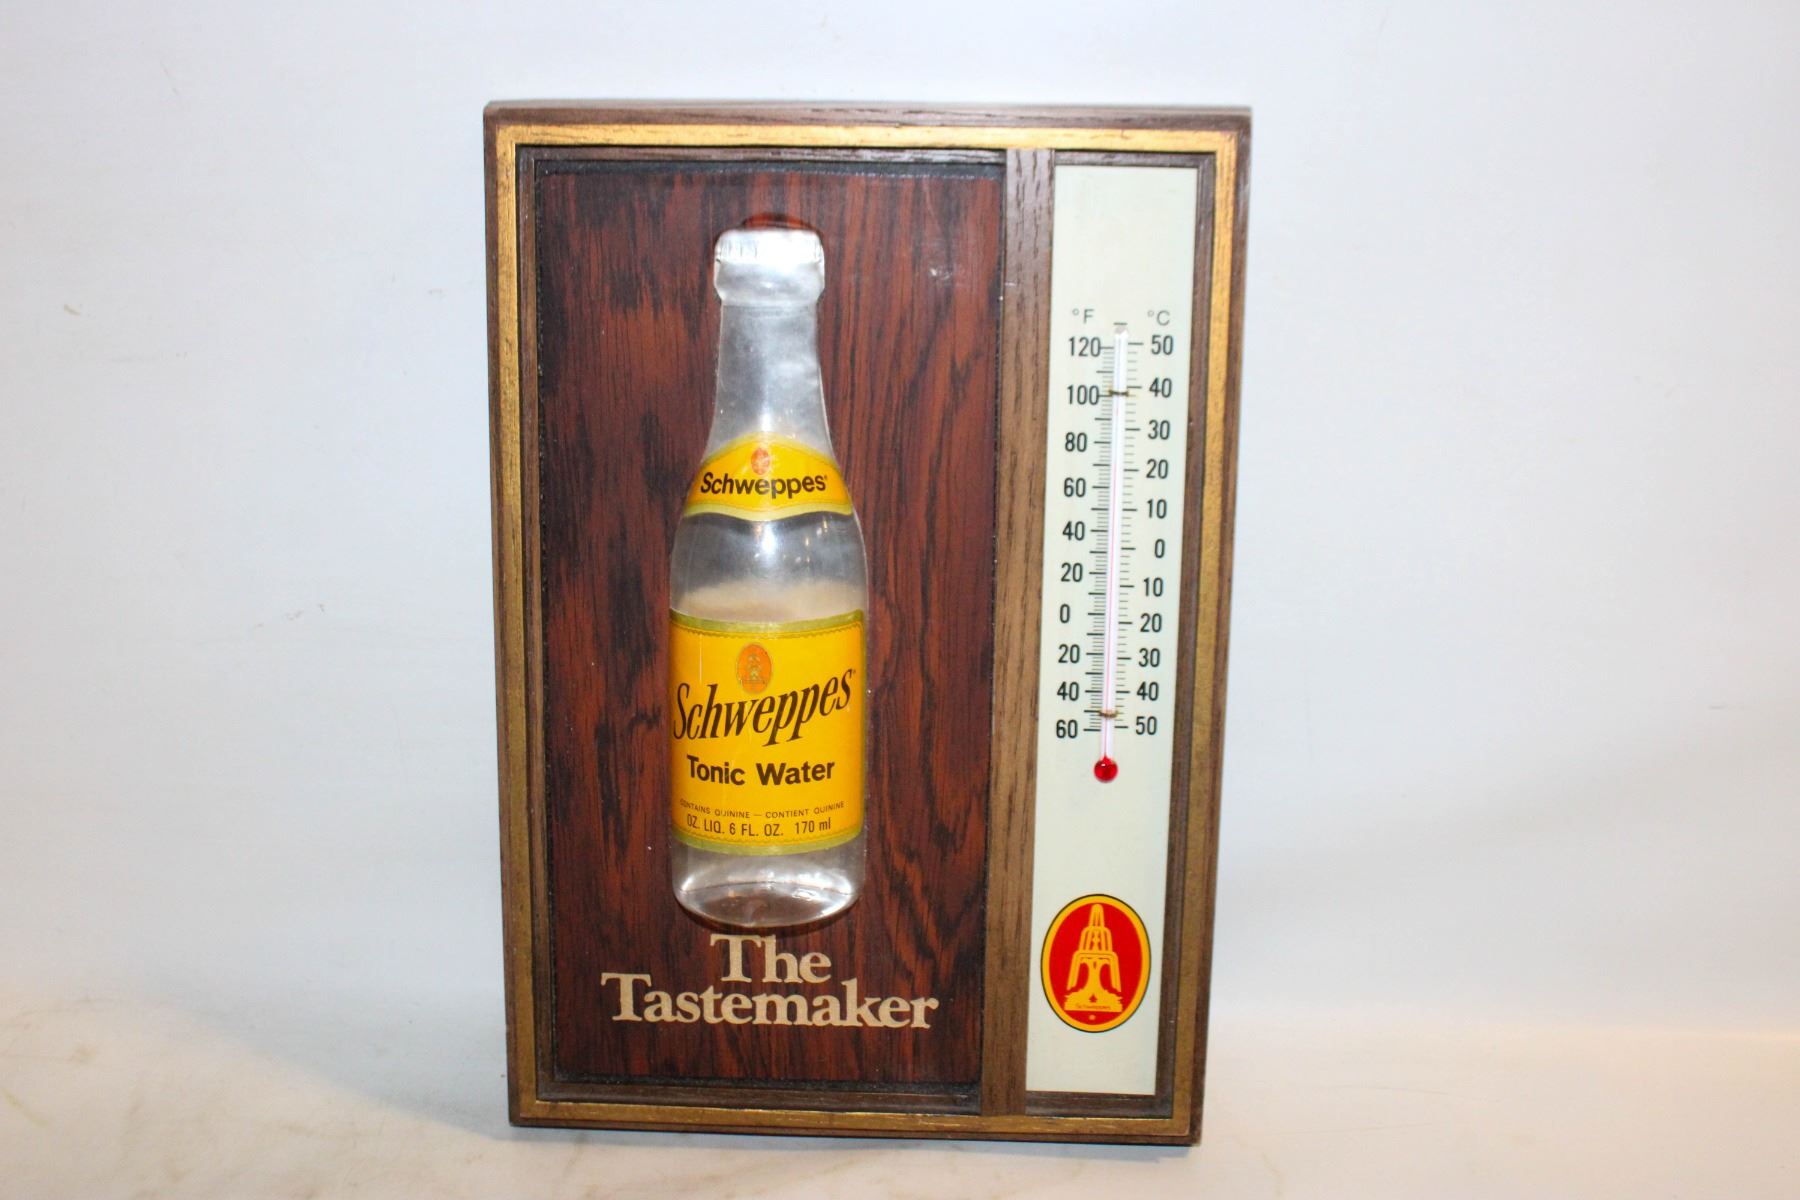 Schweppes
Schweppes
Tonic Water
CONTAINS QUININE — CONTIENT QUININE
OZ. LIQ. 6 FL. OZ. 170 ml
The
Tastemaker
°F °C
120 50
100 40
80 30
60 20
40 10
20 0
0 10
20 20
40 30
60 40
50
SCHWEPPES